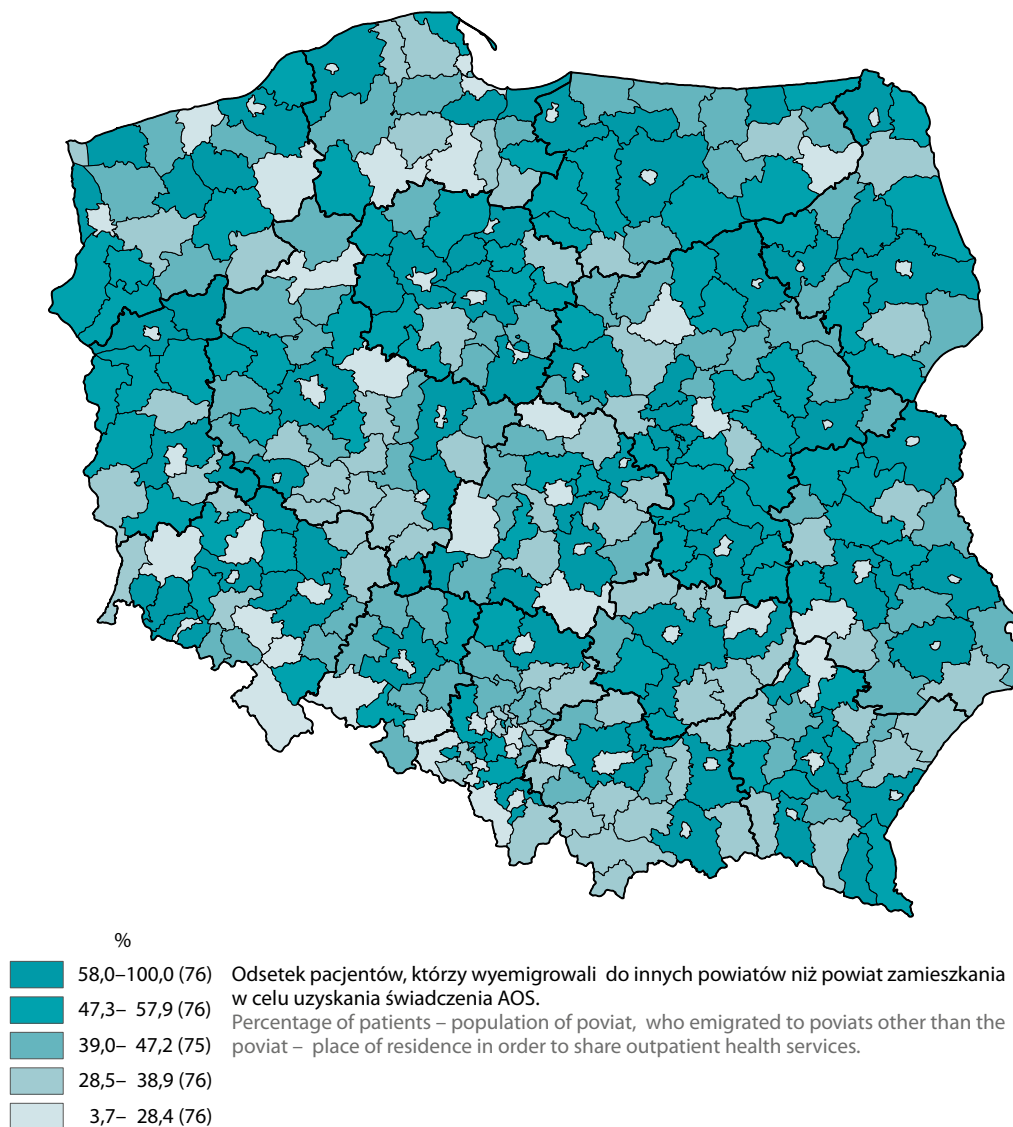 %
58,0–100,0 (76)
47,3– 57,9 (76)
39,0– 47,2 (75)
28,5– 38,9 (76)
3,7– 28,4 (76)
Odsetek pacjentów, którzy wyemigrowali do innych powiatów niż powiat zamieszkania
w celu uzyskania świadczenia AOS.
Percentage of patients – population of poviat, who emigrated to poviats other than the
poviat – place of residence in order to share outpatient health services.